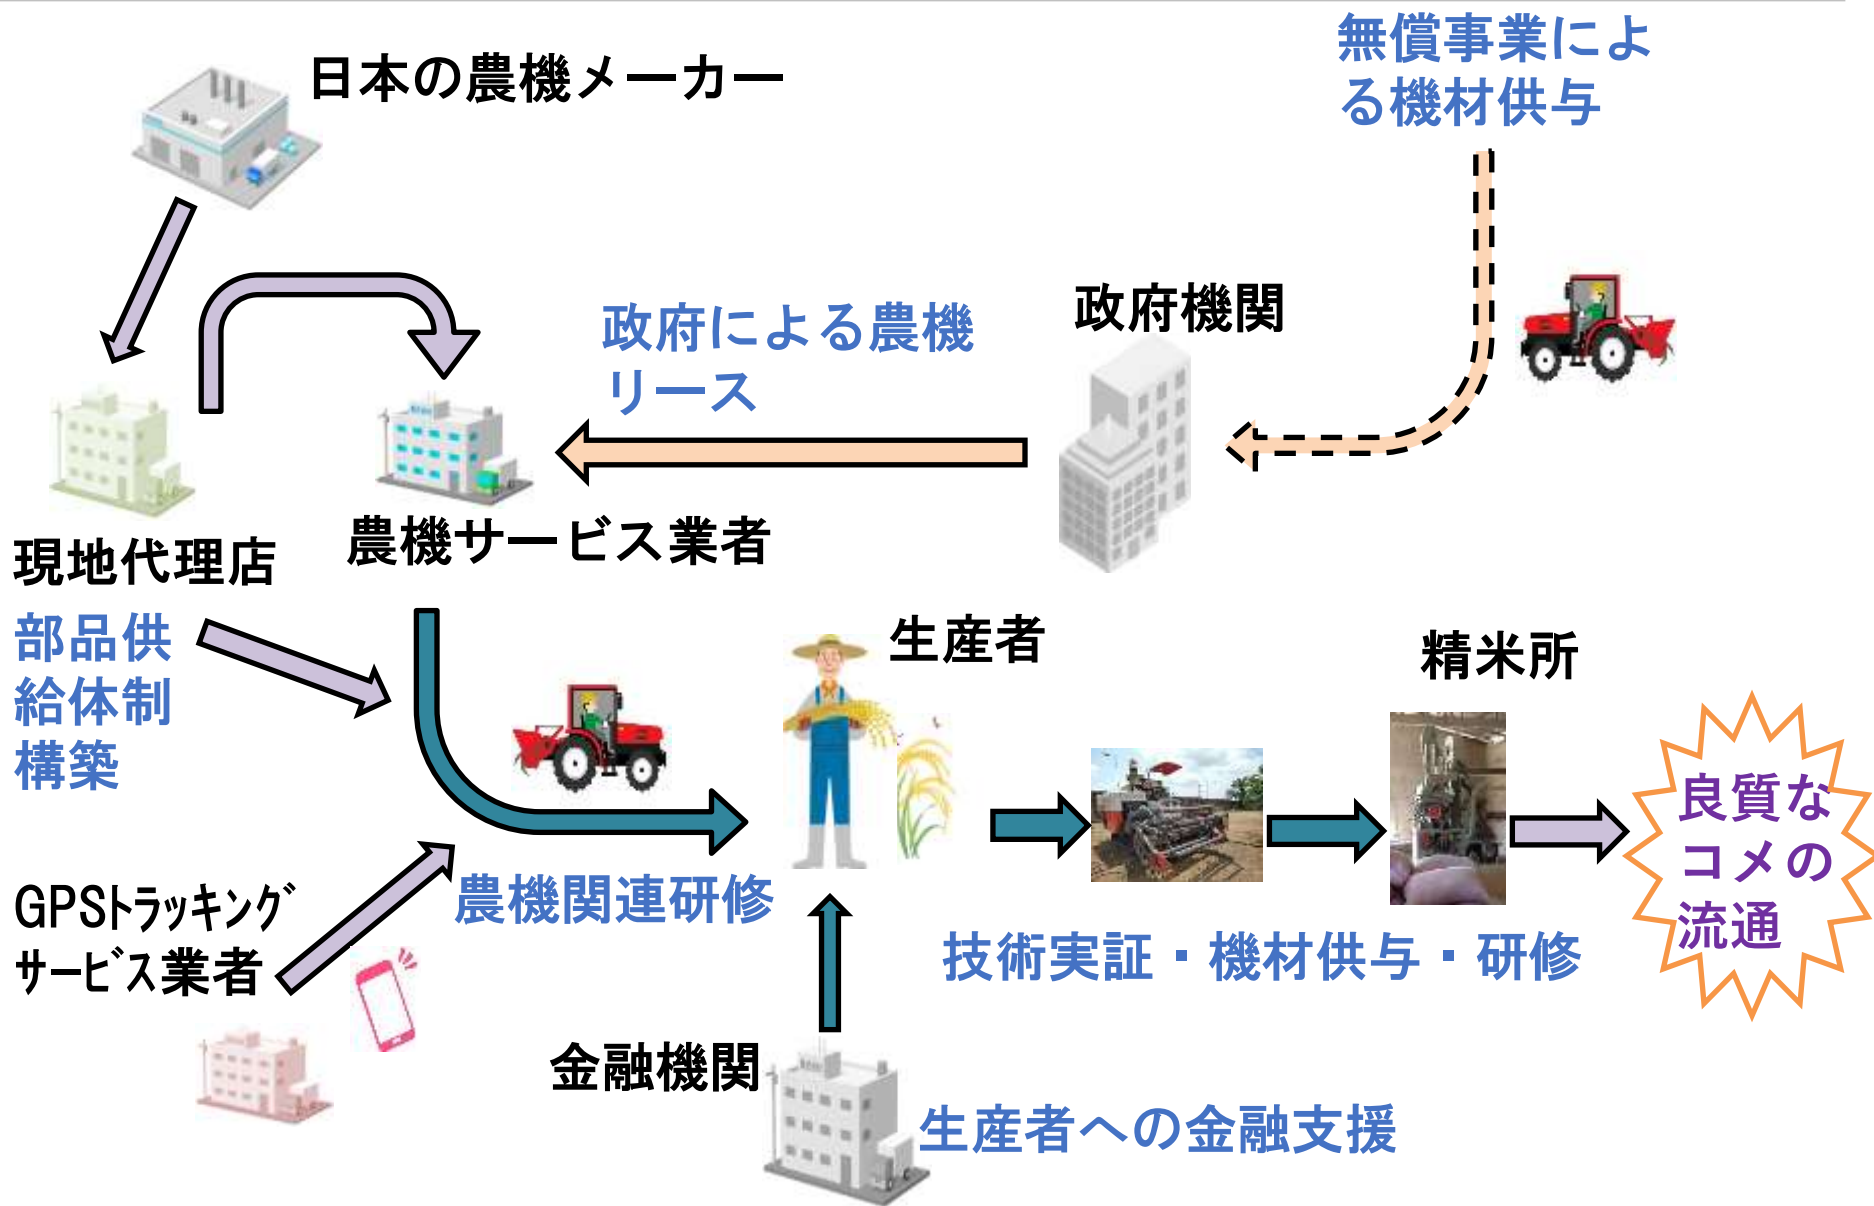 日本の農機メーカー
無償事業によ
る機材供与
政府機関
政府による農機
リース
現地代理店
農機サービス業者
部品供
給体制
構築
生産者
精米所
良質な
コメの
流通
GPSトラッキング
サービス業者
農機関連研修
技術実証・機材供与・研修
金融機関
生産者への金融支援